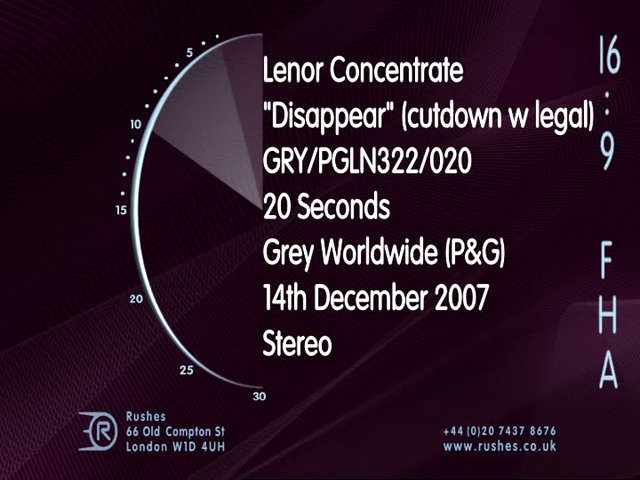 Lenor Concentrate
"Disappear" (cutdown w legal)
GRY/PGLN322/020
20 Seconds
Grey Worldwide (P&G)
14th December 2007
Stereo
5
10
15
20
25
30
16:9 FHA
R
Rushes
66 Old Compton St
London W1D 4UH
+44 (0)20 7437 8676
www.rushes.co.uk